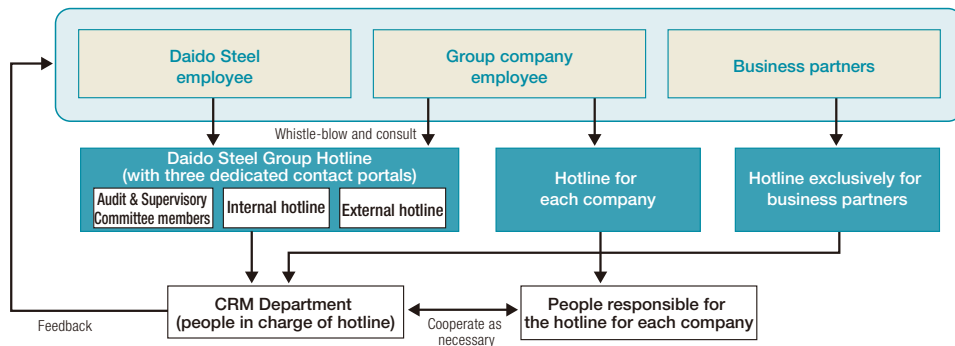 Daido Steel
employee
Group company
employee
Business partners
Whistle-blow and consult
Daido Steel Group Hotline
(with three dedicated contact portals)
Audit & Supervisory
Committee members
Internal hotline
External hotline
Hotline for
each company
Hotline exclusively for
business partners
CRM Department
(people in charge of hotline)
People responsible for
the hotline for each company
Feedback
Cooperate as
necessary